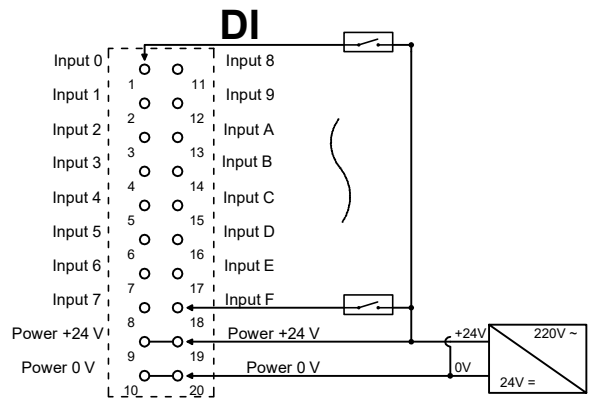 DI
Input 0 Input 8
1 11
Input 1 Input 9
2 12
Input 2 Input A
3 13
Input 3 Input B
4 14
Input 4 Input C
5 15
Input 5 Input D
6 16
Input 6 Input E
7 17
Input 7 Input F
8 18
Power +24 V Power +24 V +24V 220V ~
9 19
Power 0 V Power 0 V 0V
24V =
10 20